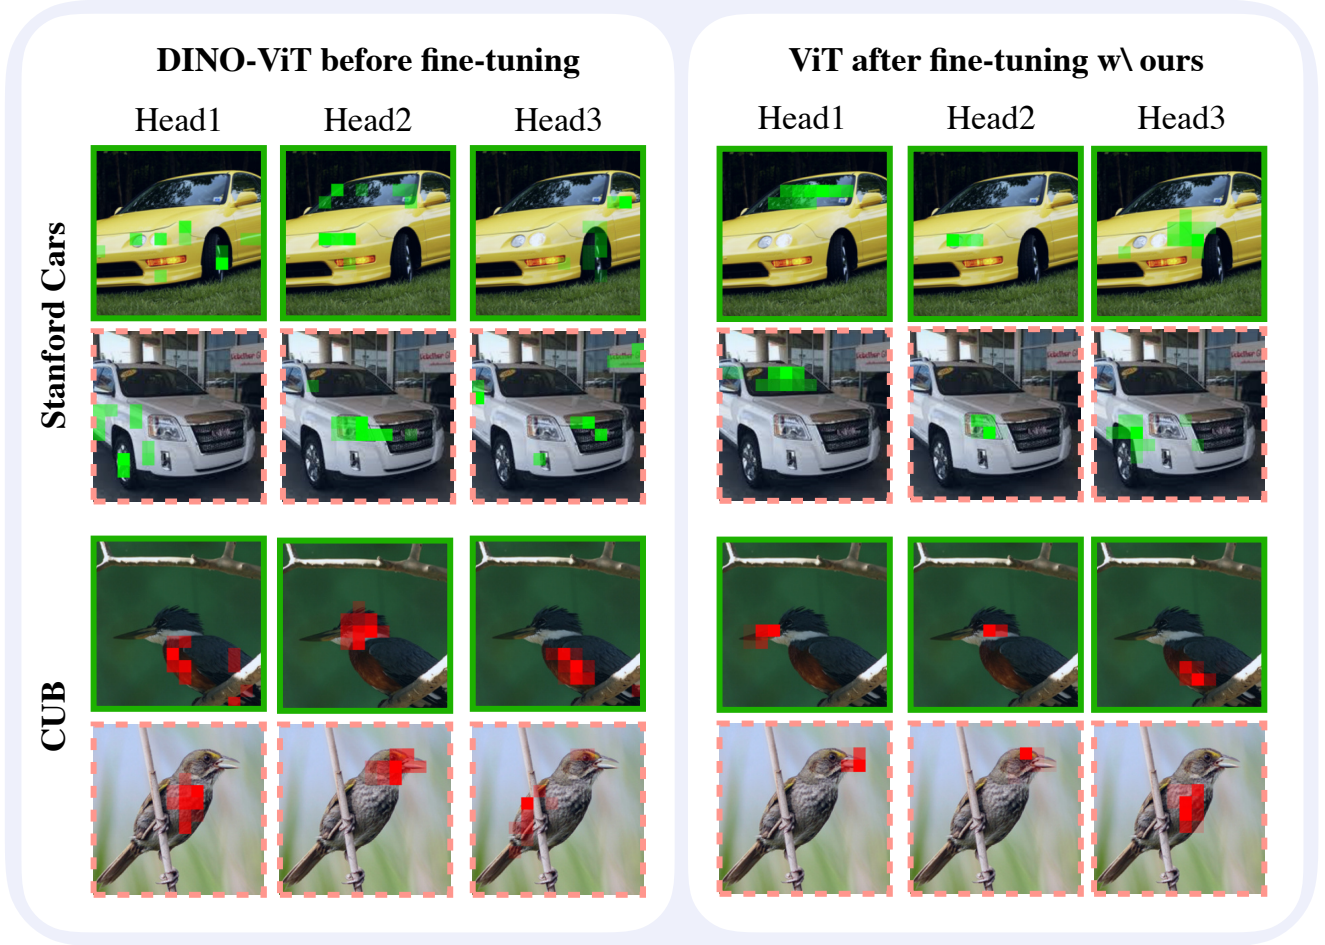 DINO-ViT before fine-tuning
ViT after fine-tuning w\ ours
Head1 Head2 Head3
Head1 Head2 Head3
Stanford Cars
CUB